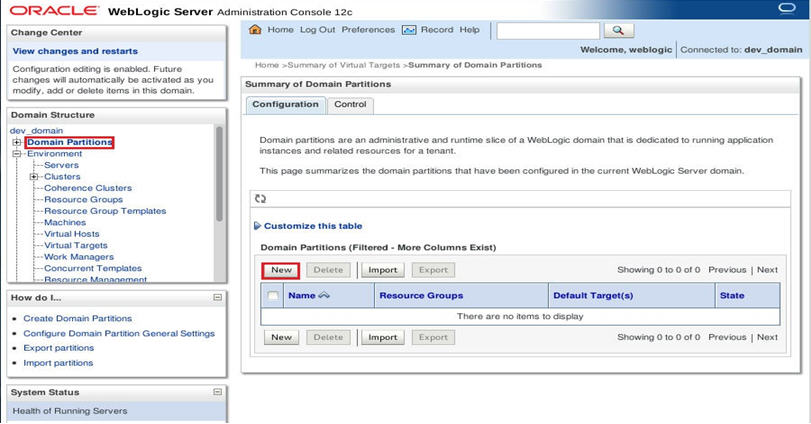 ORACLE WebLogic Server Administration Console 12c
Change Center
View changes and restarts
Configuration editing is enabled. Future
changes will automatically be activated as you
modify, add or delete items in this domain.
Domain Structure
dev_domain
Domain Partitions
Environment
Servers
Clusters
Coherence Clusters
Resource Groups
Resource Group Templates
Machines
Virtual Hosts
Virtual Targets
Work Managers
Concurrent Templates
Resource Management
How do I...
Create Domain Partitions
Configure Domain Partition General Settings
Export partitions
Import partitions
System Status
Health of Running Servers
Home Log Out Preferences Record Help
Welcome, weblogic Connected to: dev_domain
Home >Summary of Virtual Targets >Summary of Domain Partitions
Summary of Domain Partitions
Configuration Control
Domain partitions are an administrative and runtime slice of a WebLogic domain that is dedicated to running application
instances and related resources for a tenant.
This page summarizes the domain partitions that have been configured in the current WebLogic Server domain.
Customize this table
Domain Partitions (Filtered - More Columns Exist)
New Delete Import Export Showing 0 to 0 of 0 Previous | Next
Name Resource Groups Default Target(s) State
There are no items to display
New Delete Import Export Showing 0 to 0 of 0 Previous | Next